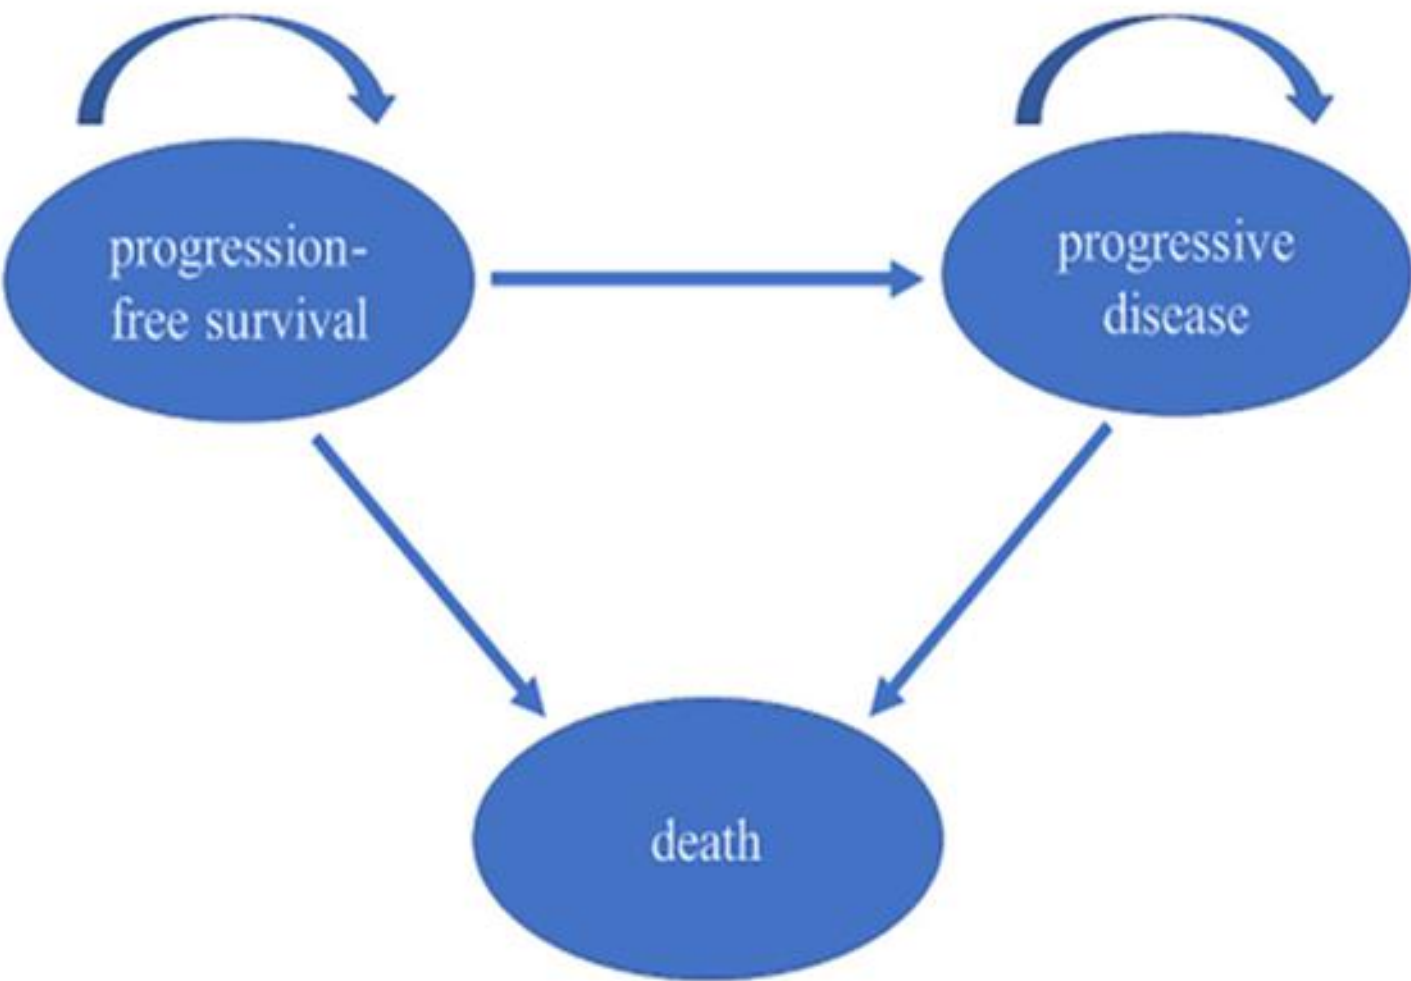 progression-
free survival
progressive
disease
death